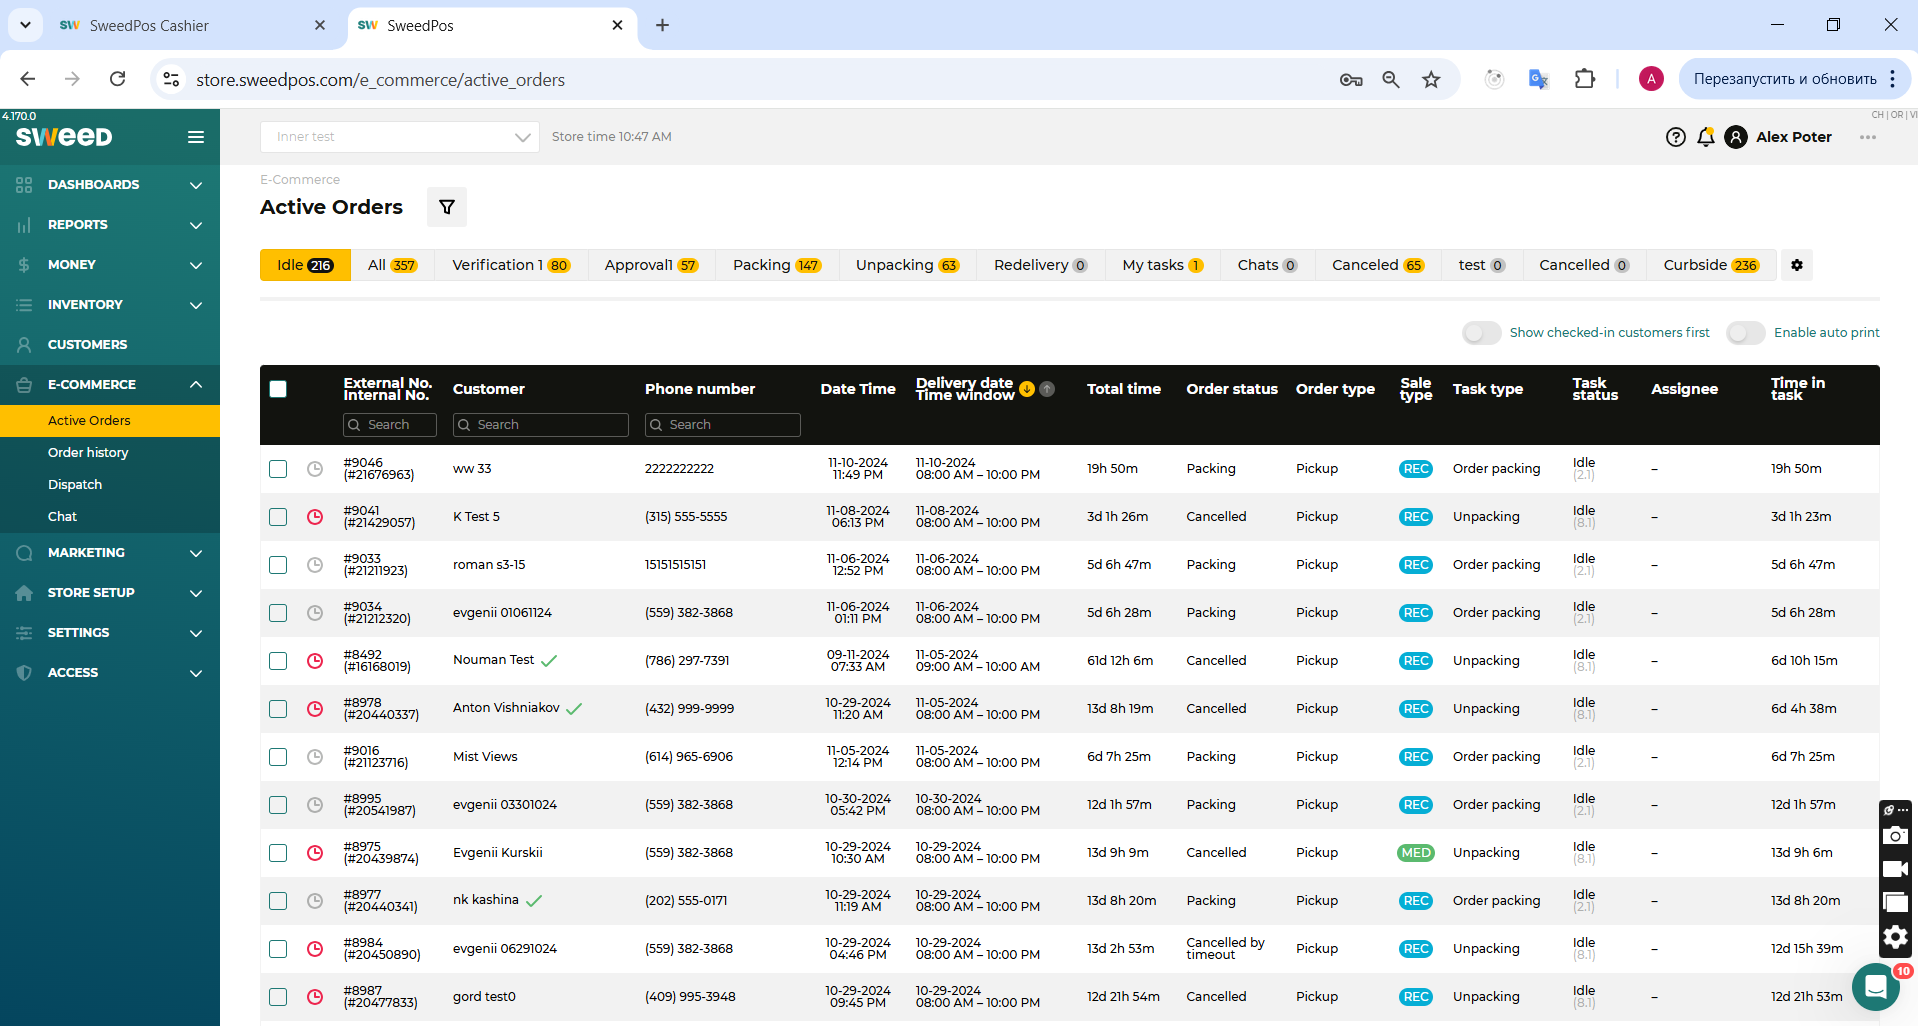 SweedPos Cashier
SweedPos
store.sweedpos.com/e_commerce/active_orders
A
Перезапустить и обновить
4.170.0
SWEED
Inner test
Store time 10:47 AM
CH | OR | VI
Alex Poter
DASHBOARDS
REPORTS
MONEY
INVENTORY
CUSTOMERS
E-COMMERCE
Active Orders
Order history
Dispatch
Chat
MARKETING
STORE SETUP
SETTINGS
ACCESS
E-Commerce
Active Orders
Idle 216 All 357 Verification 1 80 Approval1 57 Packing 147 Unpacking 63 Redelivery 0 My tasks 1 Chats 0 Canceled 65 test 0 Cancelled 0 Curbside 236
Show checked-in customers first Enable auto print
External No. Internal No. Customer Phone number Date Time Delivery date Time window Total time Order status Order type Sale type Task type Task status Assignee Time in task
Search Search Search
#9046 (#21676963) ww 33 2222222222 11-10-2024 11:49 PM 11-10-2024 08:00 AM – 10:00 PM 19h 50m Packing Pickup REC Order packing Idle (2.1) – 19h 50m
#9041 (#21429057) K Test 5 (315) 555-5555 11-08-2024 06:13 PM 11-08-2024 08:00 AM – 10:00 PM 3d 1h 26m Cancelled Pickup REC Unpacking Idle (8.1) – 3d 1h 23m
#9033 (#21211923) roman s3-15 15151515151 11-06-2024 12:52 PM 11-06-2024 08:00 AM – 10:00 PM 5d 6h 47m Packing Pickup REC Order packing Idle (2.1) – 5d 6h 47m
#9034 (#21212320) evgenii 01061124 (559) 382-3868 11-06-2024 01:11 PM 11-06-2024 08:00 AM – 10:00 PM 5d 6h 28m Packing Pickup REC Order packing Idle (2.1) – 5d 6h 28m
#8492 (#16168019) Nouman Test (786) 297-7391 09-11-2024 07:33 AM 11-05-2024 09:00 AM – 10:00 AM 61d 12h 6m Cancelled Pickup REC Unpacking Idle (8.1) – 6d 10h 15m
#8978 (#20440337) Anton Vishniakov (432) 999-9999 10-29-2024 11:20 AM 11-05-2024 08:00 AM – 10:00 PM 13d 8h 19m Cancelled Pickup REC Unpacking Idle (8.1) – 6d 4h 38m
#9016 (#21123716) Mist Views (614) 965-6906 11-05-2024 12:14 PM 11-05-2024 08:00 AM – 10:00 PM 6d 7h 25m Packing Pickup REC Order packing Idle (2.1) – 6d 7h 25m
#8995 (#20541987) evgenii 03301024 (559) 382-3868 10-30-2024 05:42 PM 10-30-2024 08:00 AM – 10:00 PM 12d 1h 57m Packing Pickup REC Order packing Idle (2.1) – 12d 1h 57m
#8975 (#20439874) Evgenii Kurskii (559) 382-3868 10-29-2024 10:30 AM 10-29-2024 08:00 AM – 10:00 PM 13d 9h 9m Cancelled Pickup MED Unpacking Idle (8.1) – 13d 9h 6m
#8977 (#20440341) nk kashina (202) 555-0171 10-29-2024 11:19 AM 10-29-2024 08:00 AM – 10:00 PM 13d 8h 20m Packing Pickup REC Order packing Idle (2.1) – 13d 8h 20m
#8984 (#20450890) evgenii 06291024 (559) 382-3868 10-29-2024 04:46 PM 10-29-2024 08:00 AM – 10:00 PM 13d 2h 53m Cancelled by timeout Pickup REC Unpacking Idle (8.1) – 12d 15h 39m
#8987 (#20477833) gord test0 (409) 995-3948 10-29-2024 09:45 PM 10-29-2024 08:00 AM – 10:00 PM 12d 21h 54m Cancelled Pickup REC Unpacking Idle (8.1) – 12d 21h 53m
10